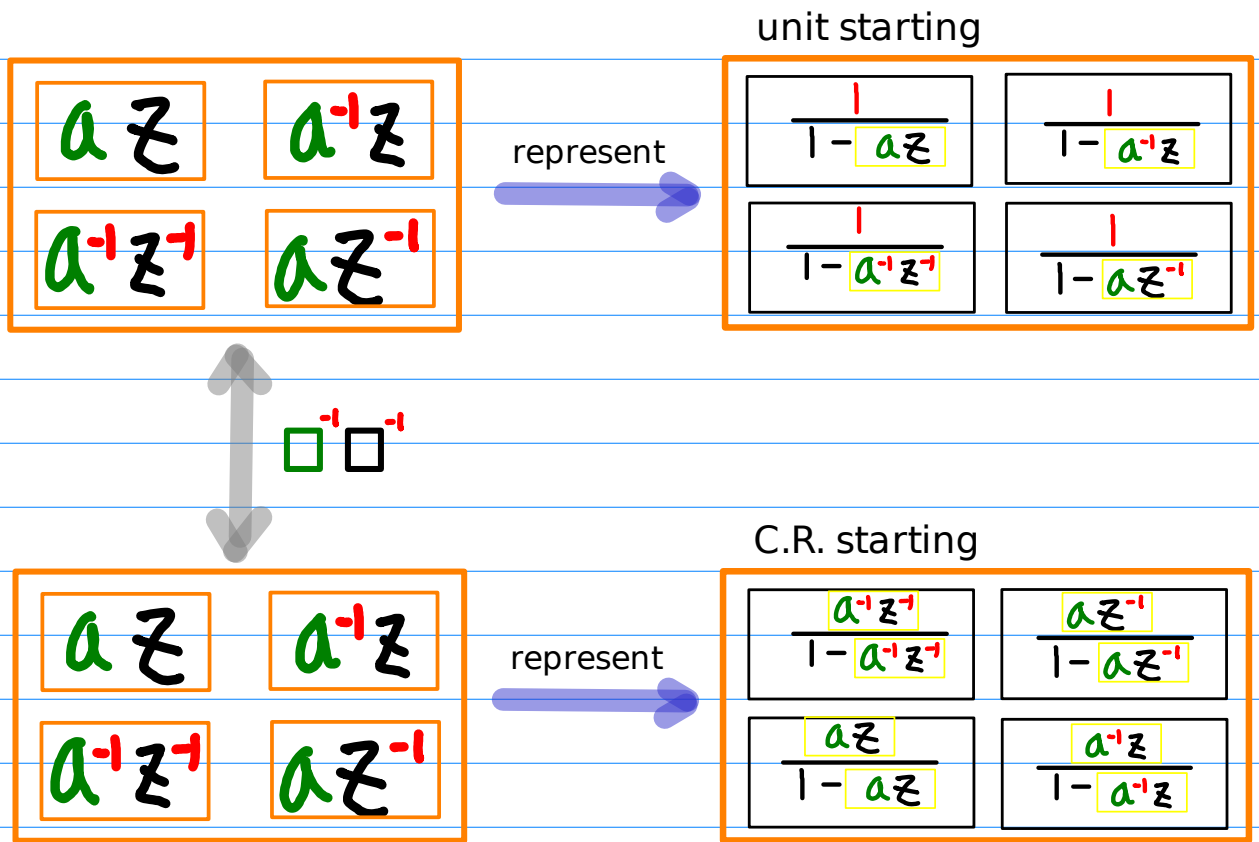 unit starting
a z a⁻¹ z
represent
1 / (1 − a z) 1 / (1 − a⁻¹ z)
a⁻¹ z⁻¹ a z⁻¹
1 / (1 − a⁻¹ z⁻¹) 1 / (1 − a z⁻¹)
□⁻¹ □⁻¹
C.R. starting
a z a⁻¹ z
represent
a⁻¹ z⁻¹ / (1 − a⁻¹ z⁻¹) a z⁻¹ / (1 − a z⁻¹)
a⁻¹ z⁻¹ a z⁻¹
a z / (1 − a z) a⁻¹ z / (1 − a⁻¹ z)